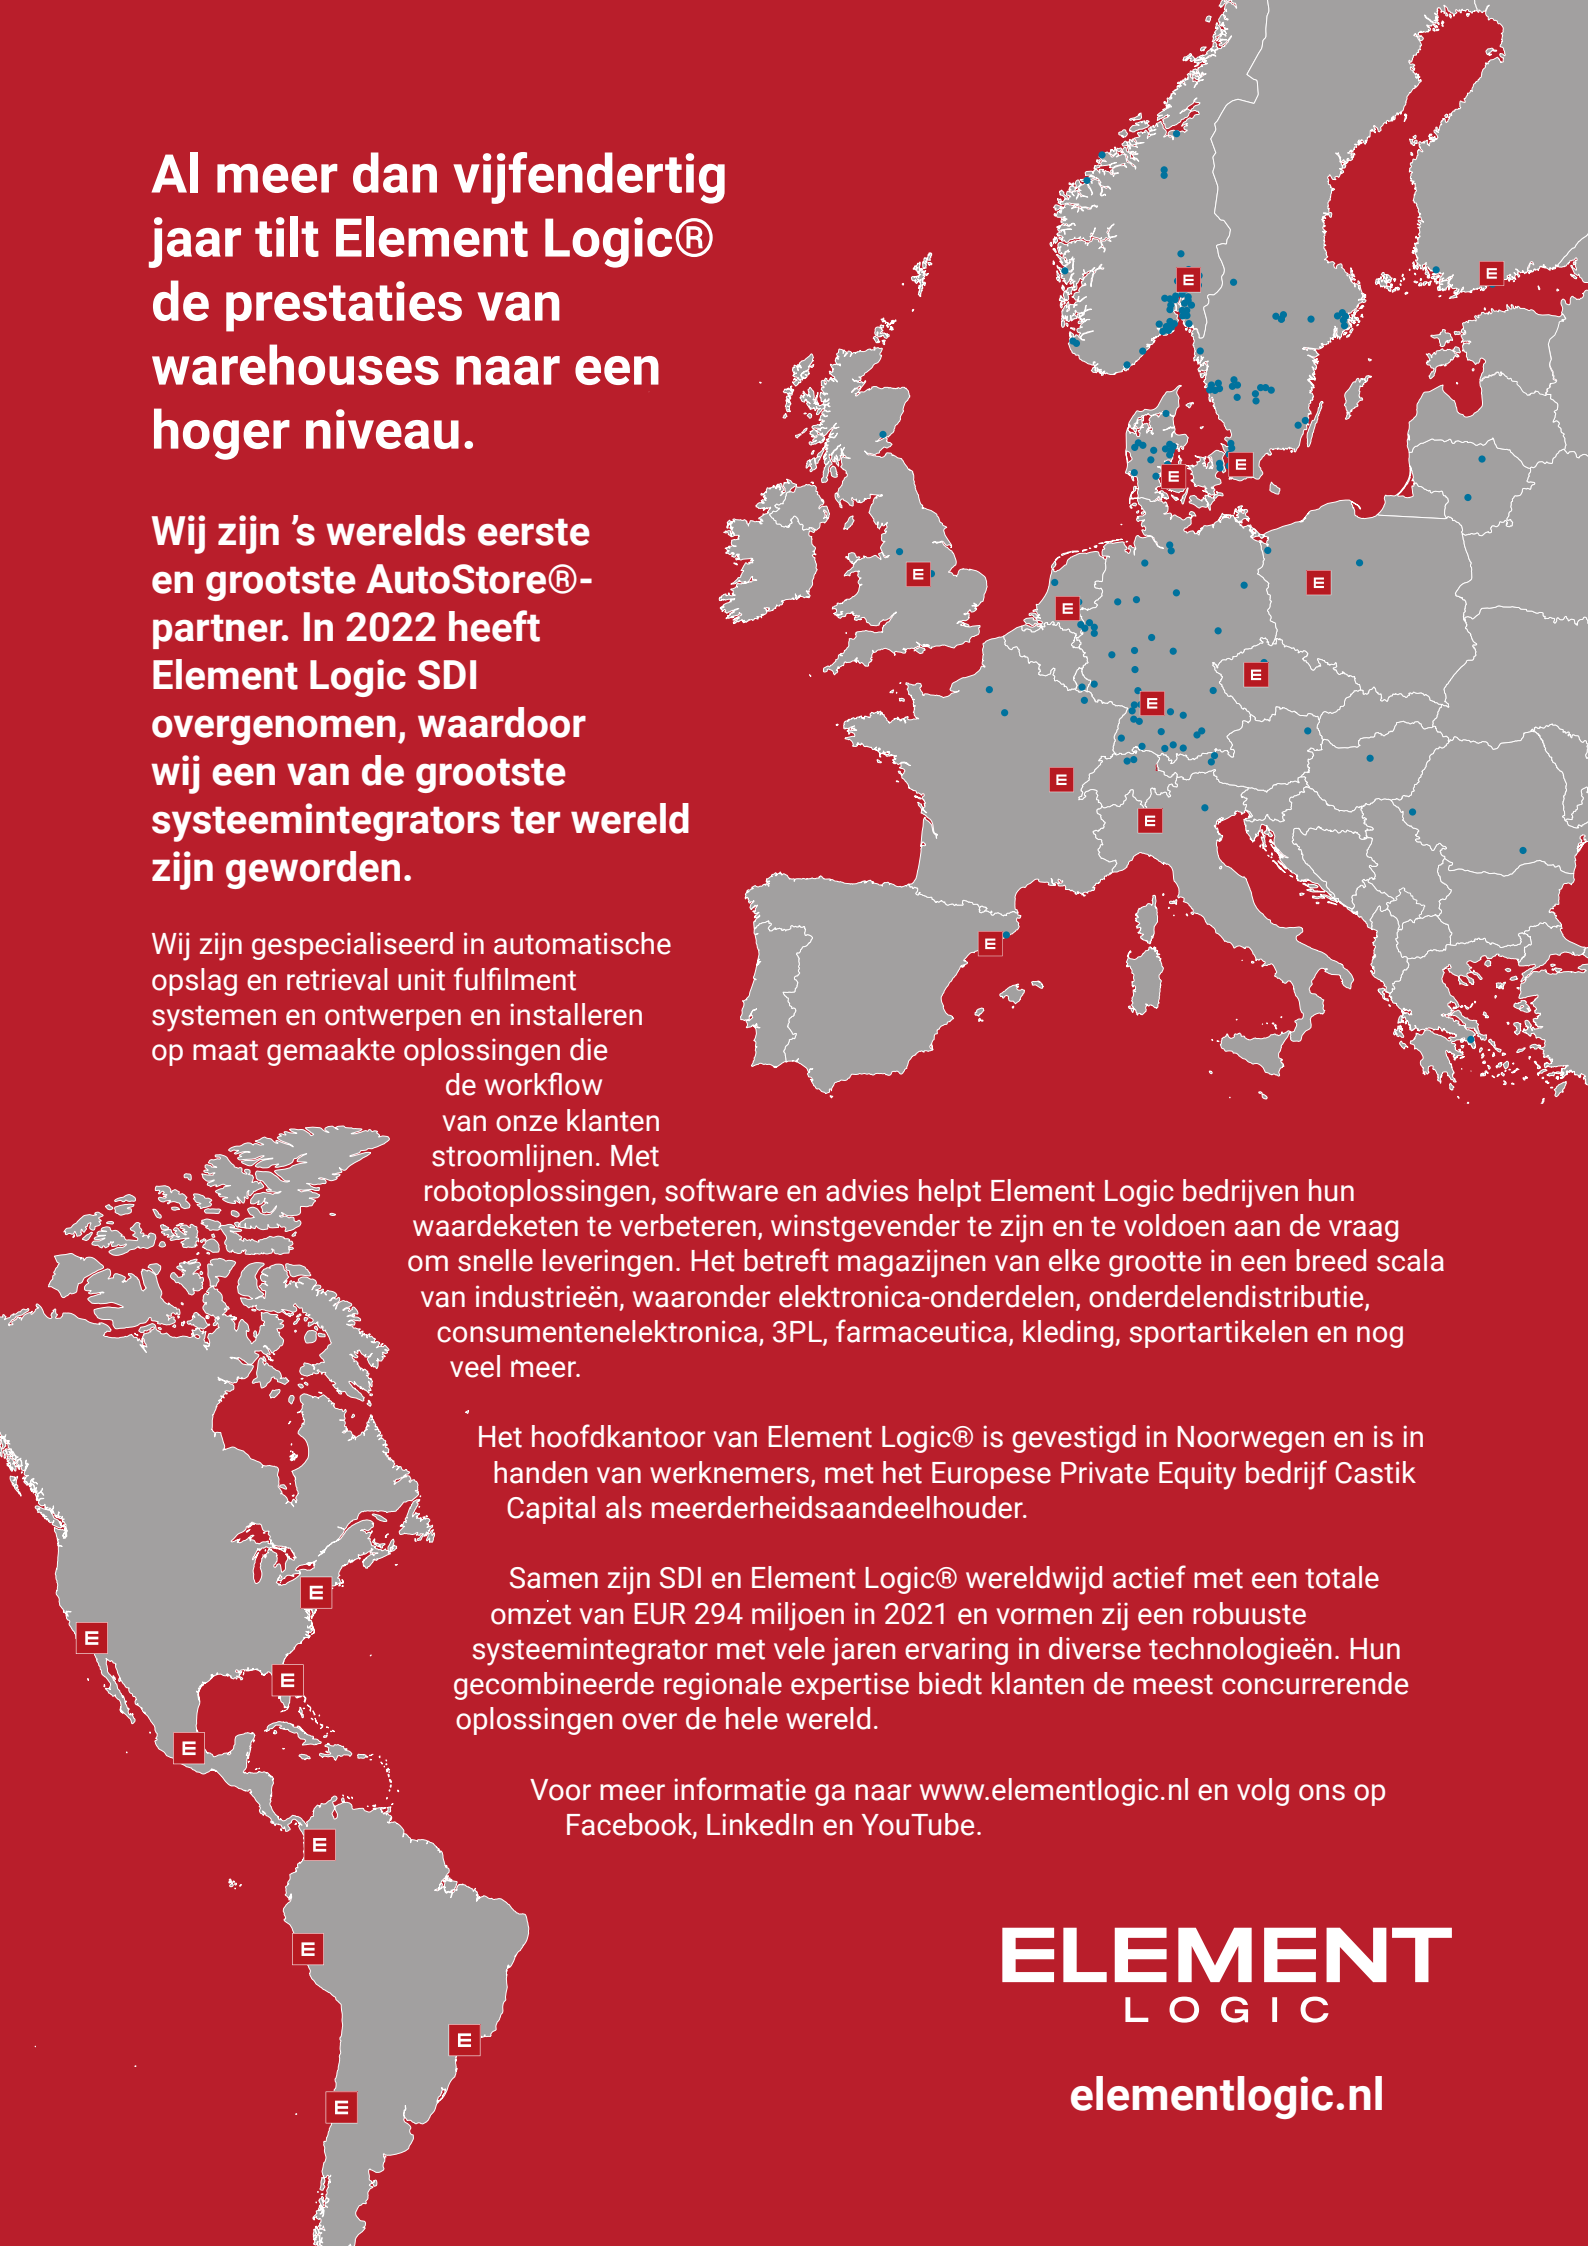 Al meer dan vijfendertig
jaar tilt Element Logic®
de prestaties van
warehouses naar een
hoger niveau.
Wij zijn ’s werelds eerste
en grootste AutoStore®-
partner. In 2022 heeft
Element Logic SDI
overgenomen, waardoor
wij een van de grootste
systeemintegrators ter wereld
zijn geworden.
Wij zijn gespecialiseerd in automatische
opslag en retrieval unit fulfilment
systemen en ontwerpen en installeren
op maat gemaakte oplossingen die
de workflow
van onze klanten
stroomlijnen. Met
robotoplossingen, software en advies helpt Element Logic bedrijven hun
waardeketen te verbeteren, winstgevender te zijn en te voldoen aan de vraag
om snelle leveringen. Het betreft magazijnen van elke grootte in een breed scala
van industrieën, waaronder elektronica-onderdelen, onderdelendistributie,
consumentenelektronica, 3PL, farmaceutica, kleding, sportartikelen en nog
veel meer.
Het hoofdkantoor van Element Logic® is gevestigd in Noorwegen en is in
handen van werknemers, met het Europese Private Equity bedrijf Castik
Capital als meerderheidsaandeelhouder.
Samen zijn SDI en Element Logic® wereldwijd actief met een totale
omzet van EUR 294 miljoen in 2021 en vormen zij een robuuste
systeemintegrator met vele jaren ervaring in diverse technologieën. Hun
gecombineerde regionale expertise biedt klanten de meest concurrerende
oplossingen over de hele wereld.
Voor meer informatie ga naar www.elementlogic.nl en volg ons op
Facebook, LinkedIn en YouTube.
ELEMENT
LOGIC
elementlogic.nl